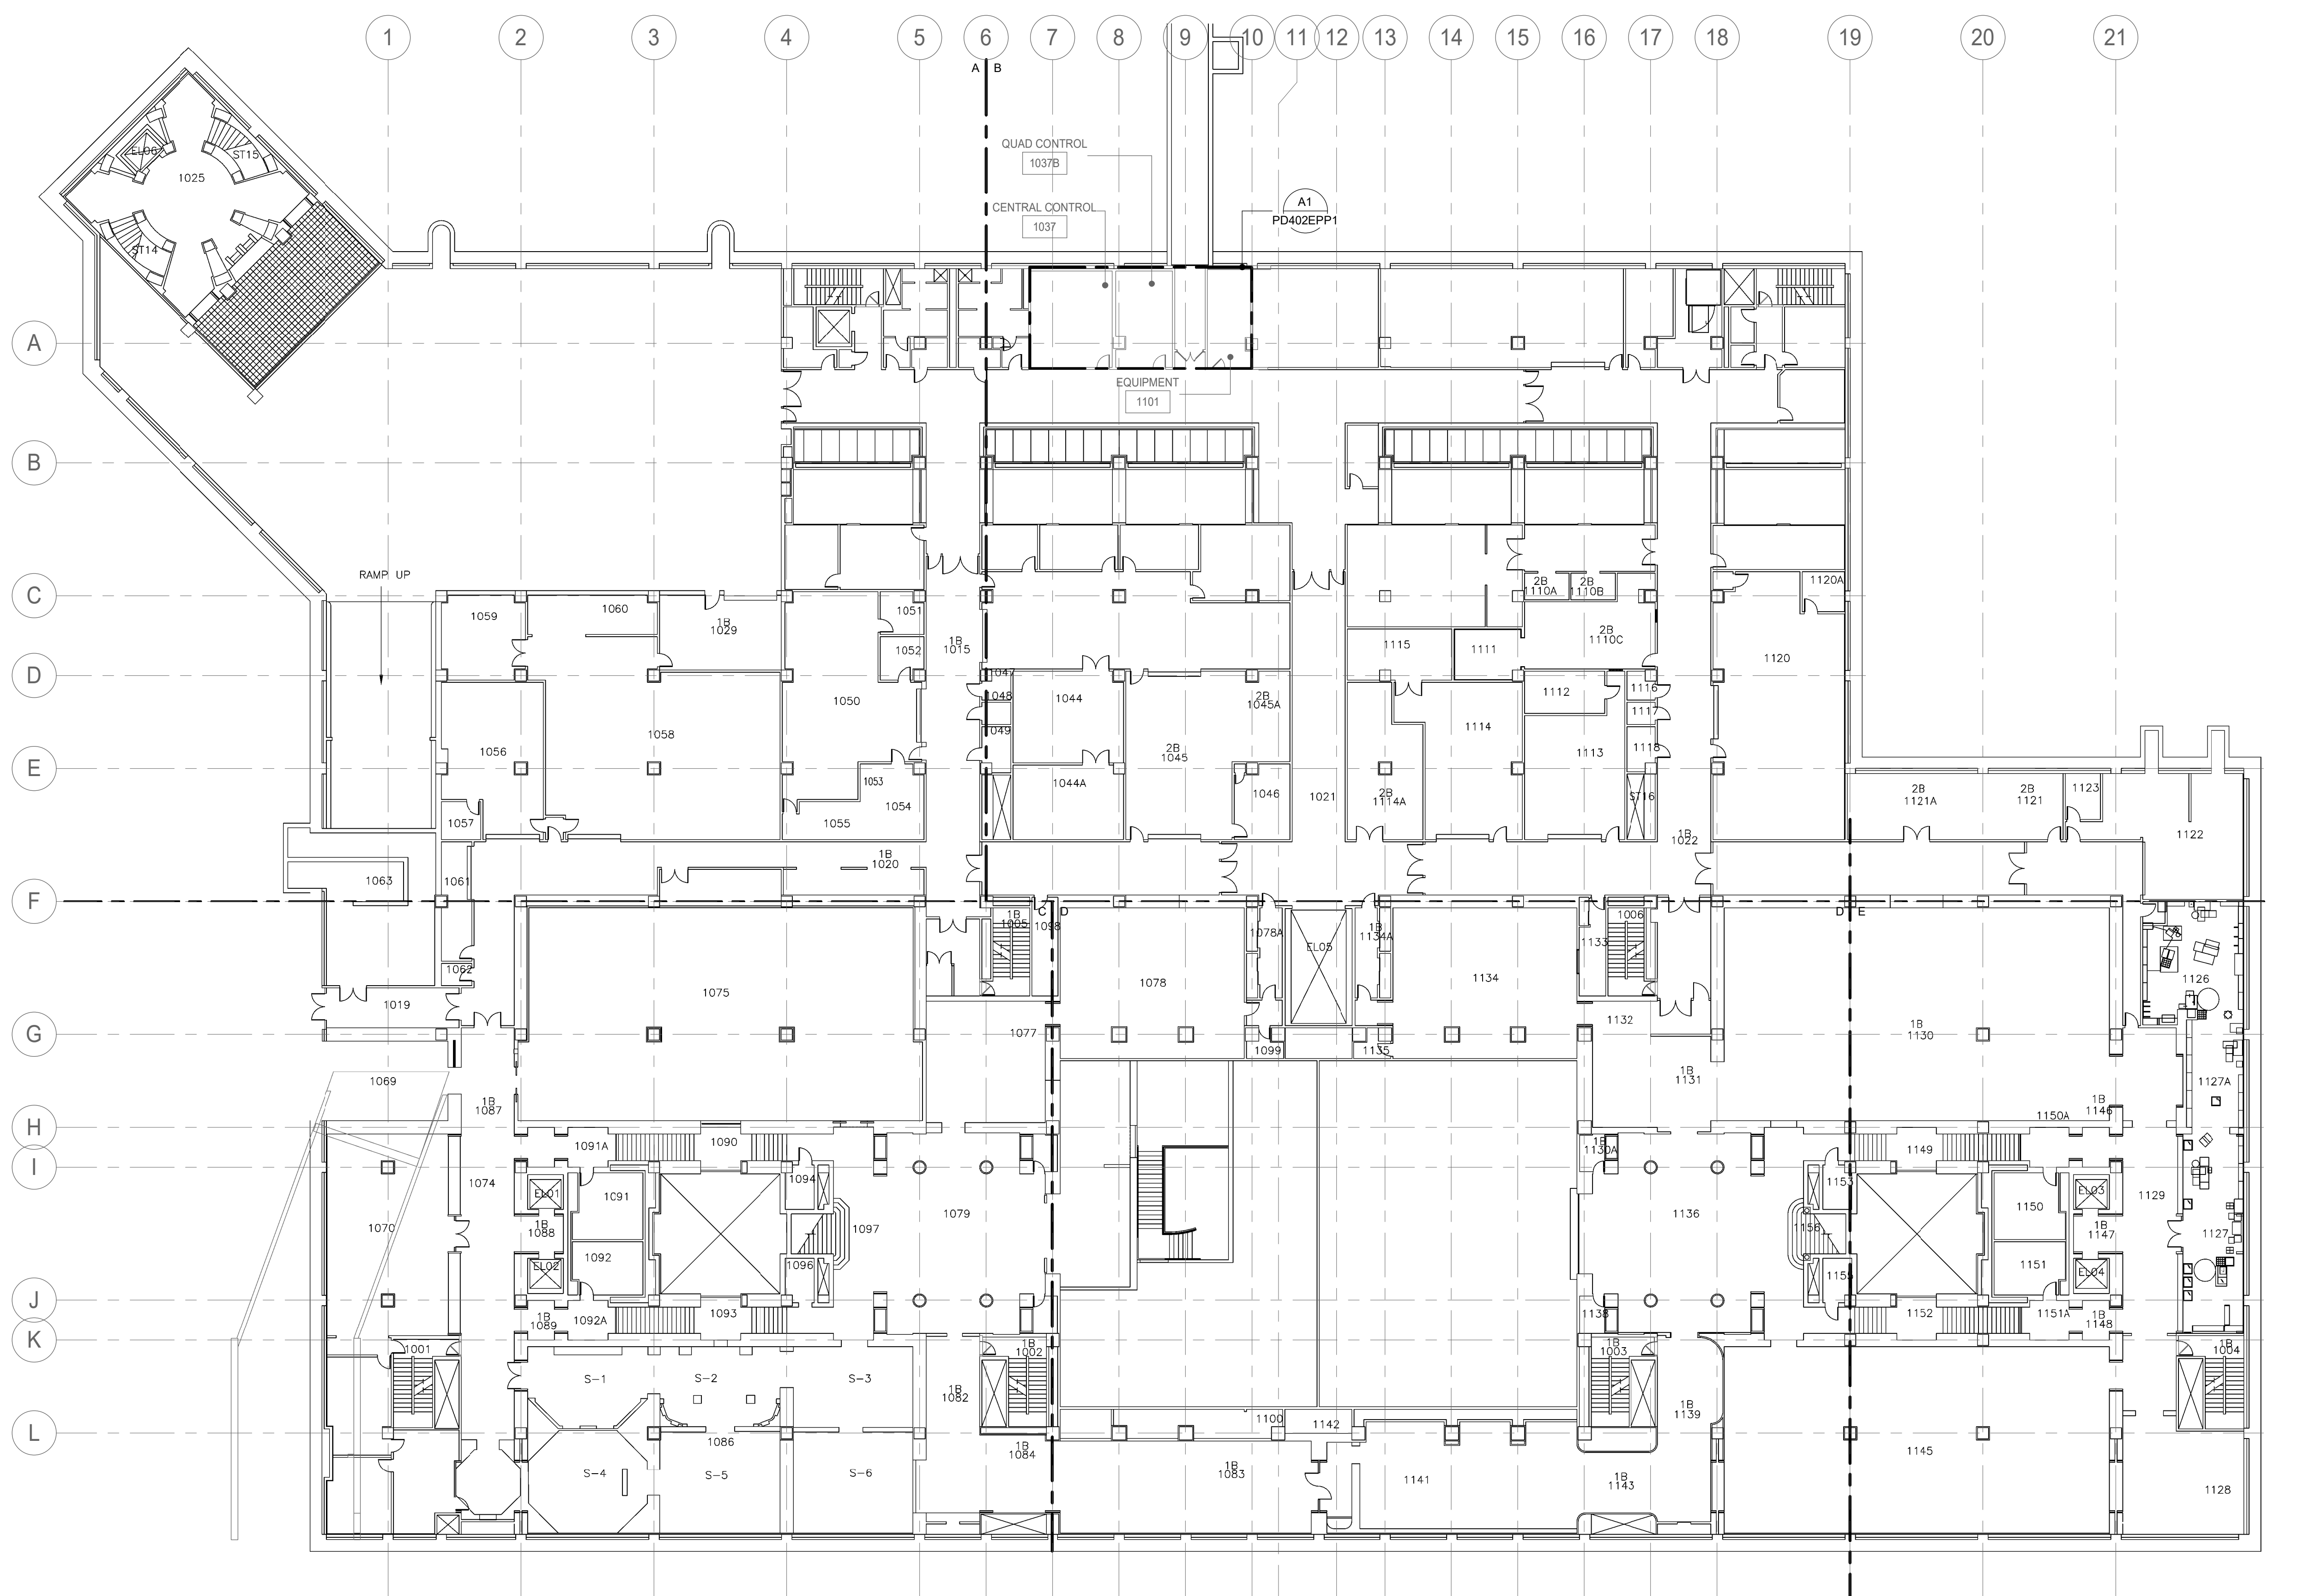 1 2 3 4 5 6 7 8 9 10 11 12 13 14 15 16 17 18 19 20 21
A B
QUAD CONTROL
1037B
EL06
ST15
1025
CENTRAL CONTROL
1037
A1
PD402EPP1
ST14
A
EQUIPMENT
1101
B
RAMP UP
C
1120A
2B
1110A
2B
1110B
1059
1060
1B
1029
1051
1B
1015
1052
1115
1111
2B
1110C
1120
D
1047
1048
1049
1050
1044
2B
1045A
1112
1116
1117
1118
1114
1113
1056
1058
2B
1045
E
1053
1044A
1046
1021
2B
1114A
ST16
2B
1121A
2B
1121
1123
1054
1055
1057
1B
1022
1122
1B
1020
1063
1061
F
C D
D E
1B
1005
1098
1078A
EL05
1B
1134A
1133
1006
1062
1075
1078
1134
1126
1019
1077
1132
1B
1130
G
1099
1135
1069
1B
1131
1127A
1B
1087
1150A
1B
1146
H
1091A
1090
1B
1130A
1149
I
1074
1094
1153
EL01
1091
EL03
1129
1150
1070
1B
1088
1097
1079
1136
1156
1B
1147
1127
1092
EL02
1096
1155
1151
EL04
J
1B
1089
1092A
1093
1138
1152
1151A
1B
1148
K
1001
1B
1002
1B
1003
1B
1004
S-1
S-2
S-3
1B
1082
1B
1139
L
1086
1100
1142
1B
1084
1145
S-4
S-5
S-6
1B
1083
1141
1B
1143
1128